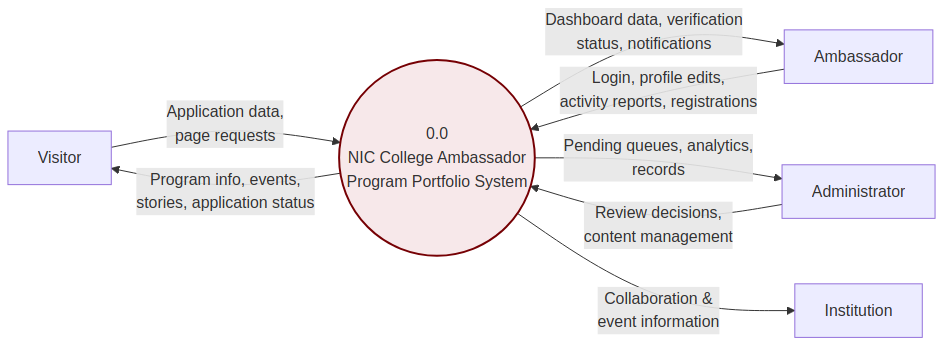 Dashboard data, verification
status, notifications
Ambassador
Login, profile edits,
activity reports, registrations
Application data,
page requests
0.0
NIC College Ambassador
Program Portfolio System
Visitor
Program info, events,
stories, application status
Pending queues, analytics,
records
Administrator
Review decisions,
content management
Collaboration &
event information
Institution